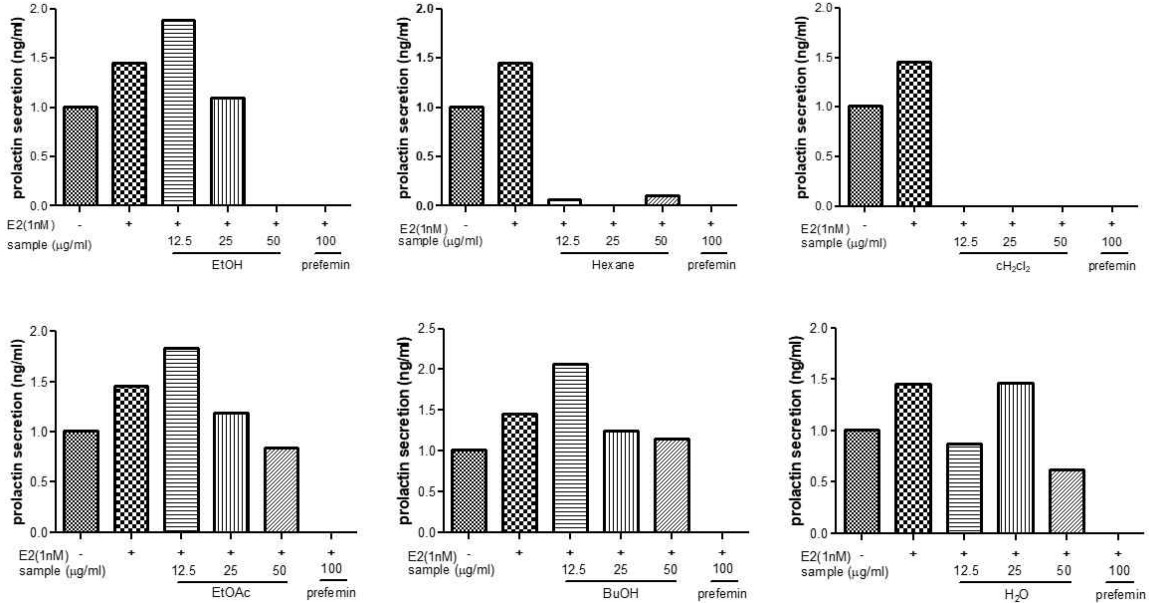 prolactin secretion (ng/ml)
2.0
1.5
1.0
0.5
0.0
E2(1nM) - + + + + +
sample (µg/ml) 12.5 25 50 100
EtOH prefemin
prolactin secretion (ng/ml)
2.0
1.5
1.0
0.5
0.0
E2(1nM) - + + + + +
sample (µg/ml) 12.5 25 50 100
Hexane prefemin
prolactin secretion (ng/ml)
2.0
1.5
1.0
0.5
0.0
E2(1nM) - + + + + +
sample (µg/ml) 12.5 25 50 100
cH₂cl₂ prefemin
prolactin secretion (ng/ml)
2.0
1.5
1.0
0.5
0.0
E2(1nM) - + + + + +
sample (µg/ml) 12.5 25 50 100
EtOAc prefemin
prolactin secretion (ng/ml)
2.5
2.0
1.5
1.0
0.5
0.0
E2(1nM) - + + + + +
sample (µg/ml) 12.5 25 50 100
BuOH prefemin
prolactin secretion (ng/ml)
2.0
1.5
1.0
0.5
0.0
E2(1nM) - + + + + +
sample (µg/ml) 12.5 25 50 100
H₂O prefemin